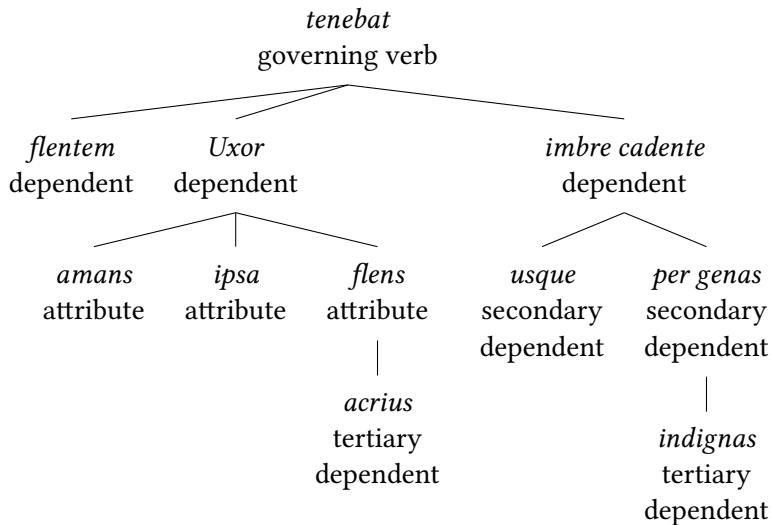 tenebat
governing verb
flentem Uxor imbre cadente
dependent dependent dependent
amans ipsa flens usque per genas
attribute attribute attribute secondary secondary
dependent dependent
acrius
tertiary indignas
dependent tertiary
dependent